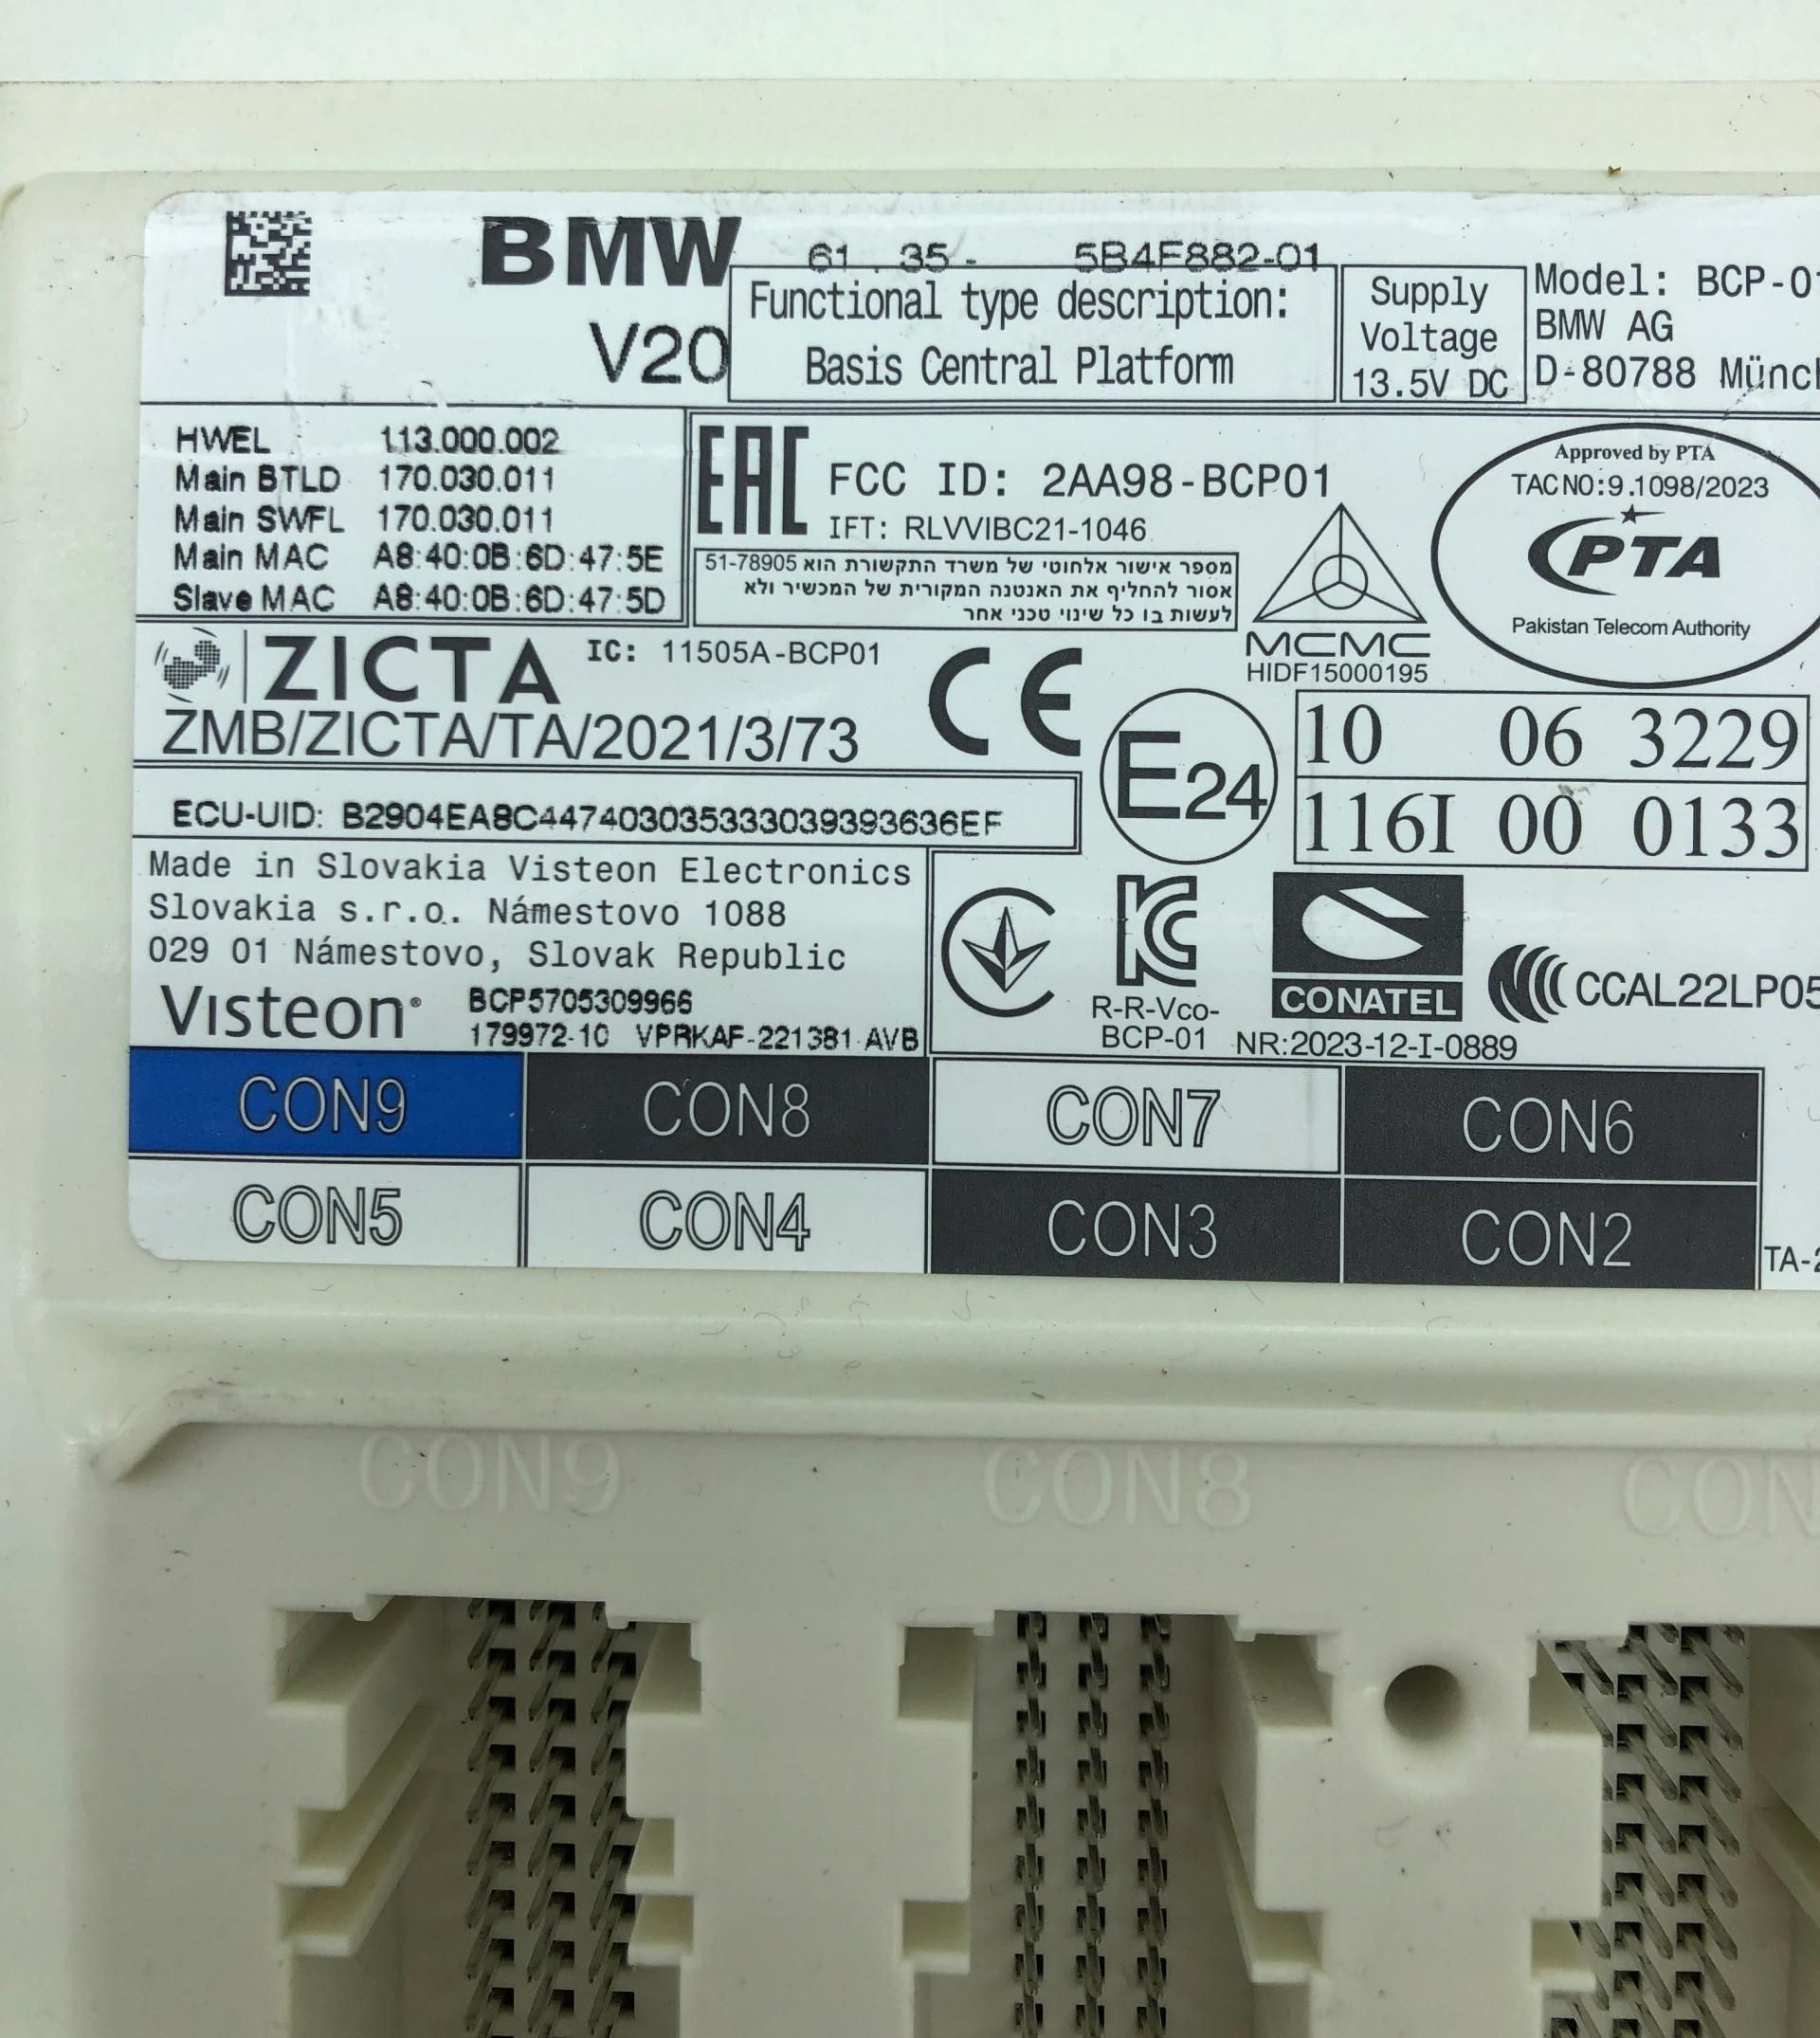 BMW 61.35- 5B4F882-01
V20
Functional type description:
Basis Central Platform
Supply
Voltage
13.5V DC
Model: BCP-01
BMW AG
D-80788 Münch
HWEL 113.000.002
Main BTLD 170.030.011
Main SWFL 170.030.011
Main MAC A8:40:0B:6D:47:5E
Slave MAC A8:40:0B:6D:47:5D
EAC
FCC ID: 2AA98-BCP01
IFT: RLVVIBC21-1046
מספר אישור אלחוטי של משרד התקשורת הוא 51-78905
אסור להחליף את האנטנה המקורית של המכשיר ולא
לעשות בו כל שינוי טכני אחר
MCMC
HIDF15000195
Approved by PTA
TAC NO:9.1098/2023
PTA
Pakistan Telecom Authority
ZICTA
IC: 11505A-BCP01
ZMB/ZICTA/TA/2021/3/73
CE
E24
10 06 3229
116I 00 0133
ECU-UID: B2904EA8C447403035333039393636EF
Made in Slovakia Visteon Electronics
Slovakia s.r.o. Námestovo 1088
029 01 Námestovo, Slovak Republic
Visteon®
BCP5705309966
179972-10 VPRKAF-221381-AVB
KC
R-R-Vco-
BCP-01
CONATEL
NR:2023-12-I-0889
CCAL22LP05
CON9 CON8 CON7 CON6
CON5 CON4 CON3 CON2
TA-2
CON9 CON8 CON